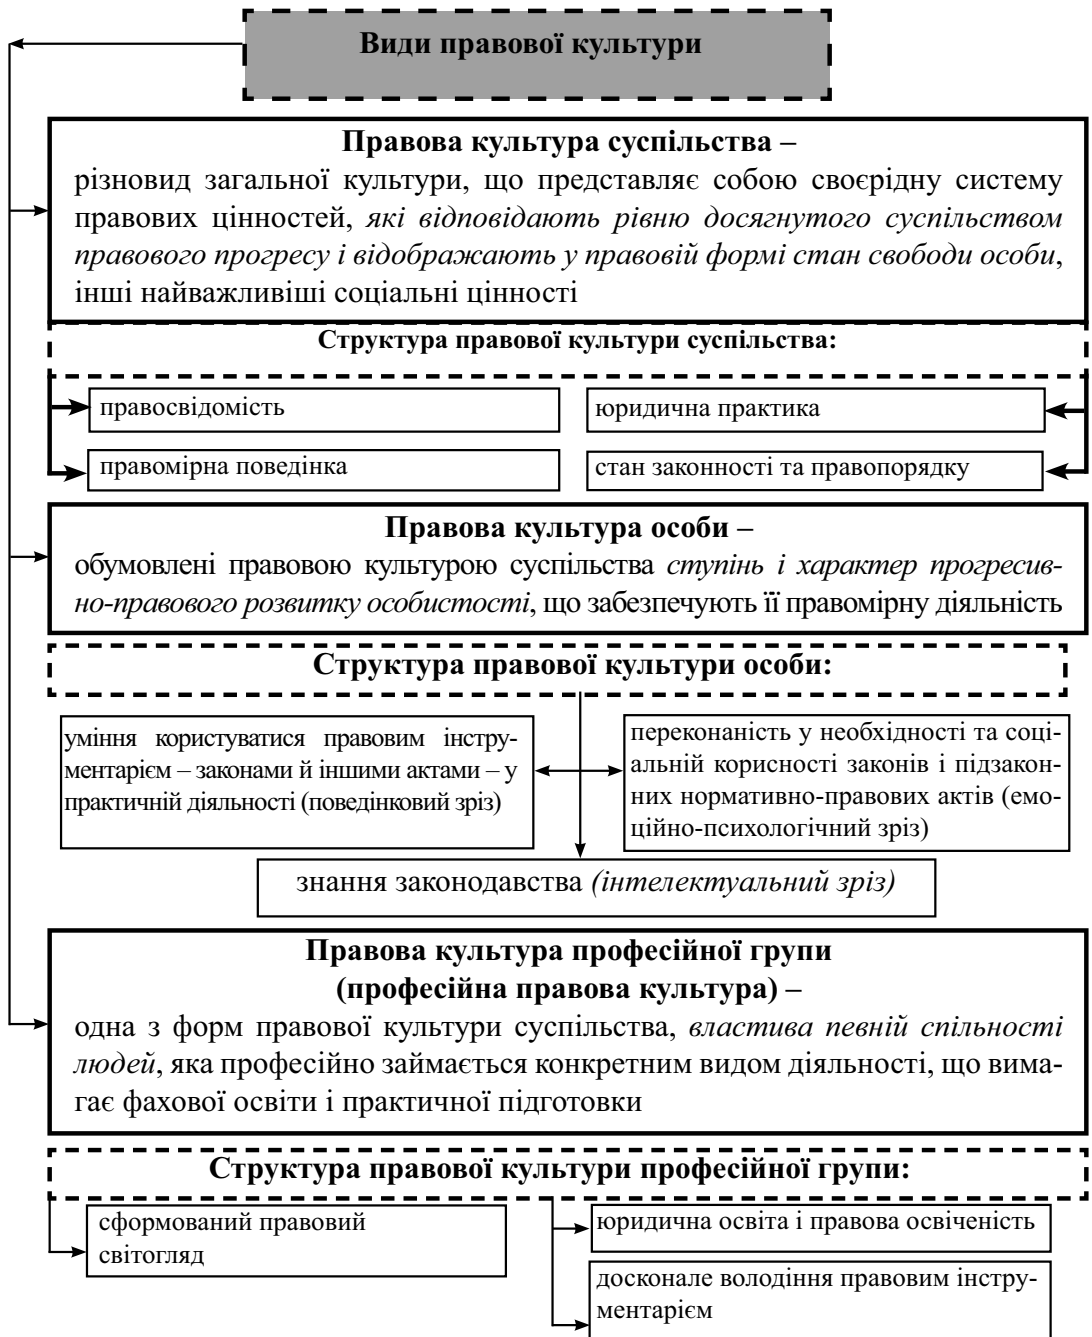 Види правової культури
Правова культура суспільства –
різновид загальної культури, що представляє собою своєрідну систему
правових цінностей, які відповідають рівню досягнутого суспільством
правового прогресу і відображають у правовій формі стан свободи особи,
інші найважливіші соціальні цінності
Структура правової культури суспільства:
правосвідомість
юридична практика
правомірна поведінка
стан законності та правопорядку
Правова культура особи –
обумовлені правовою культурою суспільства ступінь і характер прогресив-
но-правового розвитку особистості, що забезпечують її правомірну діяльність
Структура правової культури особи:
уміння користуватися правовим інстру-
ментарієм – законами й іншими актами – у
практичній діяльності (поведінковий зріз)
переконаність у необхідності та соці-
альній корисності законів і підзакон-
них нормативно-правових актів (емо-
ційно-психологічний зріз)
знання законодавства (інтелектуальний зріз)
Правова культура професійної групи
(професійна правова культура) –
одна з форм правової культури суспільства, властива певній спільності
людей, яка професійно займається конкретним видом діяльності, що вима-
гає фахової освіти і практичної підготовки
Структура правової культури професійної групи:
сформований правовий
світогляд
юридична освіта і правова освіченість
досконале володіння правовим інстру-
ментарієм